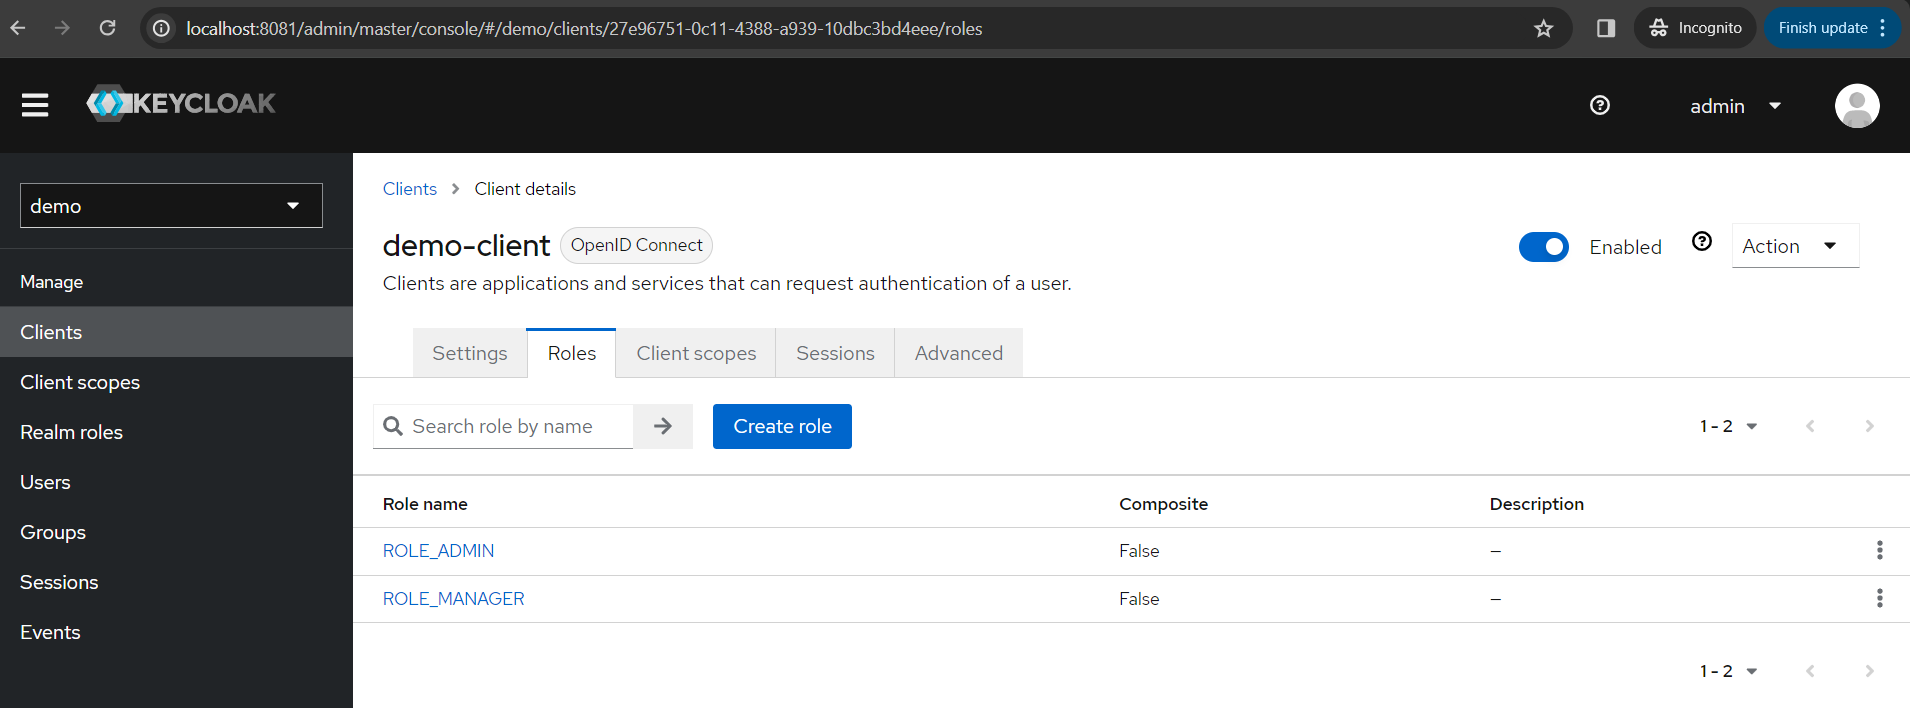 localhost:8081/admin/master/console/#/demo/clients/27e96751-0c11-4388-a939-10dbc3bd4eee/roles
Incognito
Finish update
KEYCLOAK
admin
demo
Manage
Clients
Client scopes
Realm roles
Users
Groups
Sessions
Events
Clients > Client details
demo-client OpenID Connect
Enabled
Action
Clients are applications and services that can request authentication of a user.
Settings Roles Client scopes Sessions Advanced
Search role by name
Create role
1 - 2
Role name Composite Description
ROLE_ADMIN False –
ROLE_MANAGER False –
1 - 2